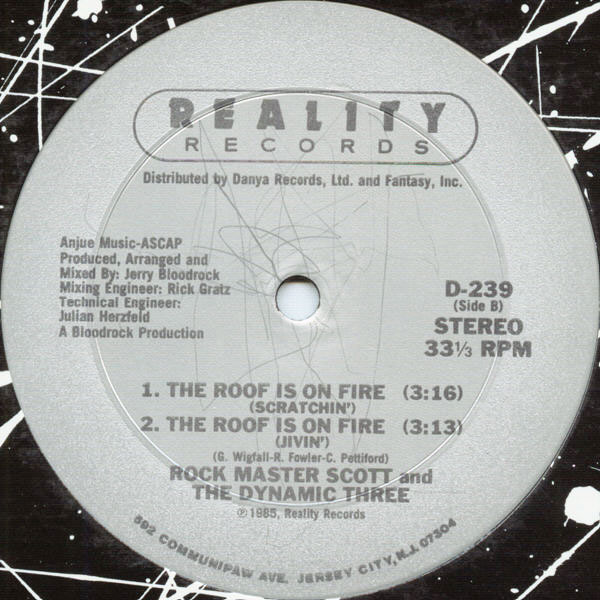 REALITY
RECORDS
Distributed by Danya Records, Ltd. and Fantasy, Inc.
Anjue Music-ASCAP
Produced, Arranged and
Mixed By: Jerry Bloodrock
Mixing Engineer: Rick Gratz
Technical Engineer:
Julian Herzfeld
A Bloodrock Production
D-239
(Side B)
STEREO
33⅓ RPM
1. THE ROOF IS ON FIRE (3:16)
(SCRATCHIN')
2. THE ROOF IS ON FIRE (3:13)
(JIVIN')
(G. Wigfall-R. Fowler-C. Pettiford)
ROCK MASTER SCOTT and
THE DYNAMIC THREE
℗ 1985, Reality Records
592 COMMUNIPAW AVE. JERSEY CITY, N.J. 07304